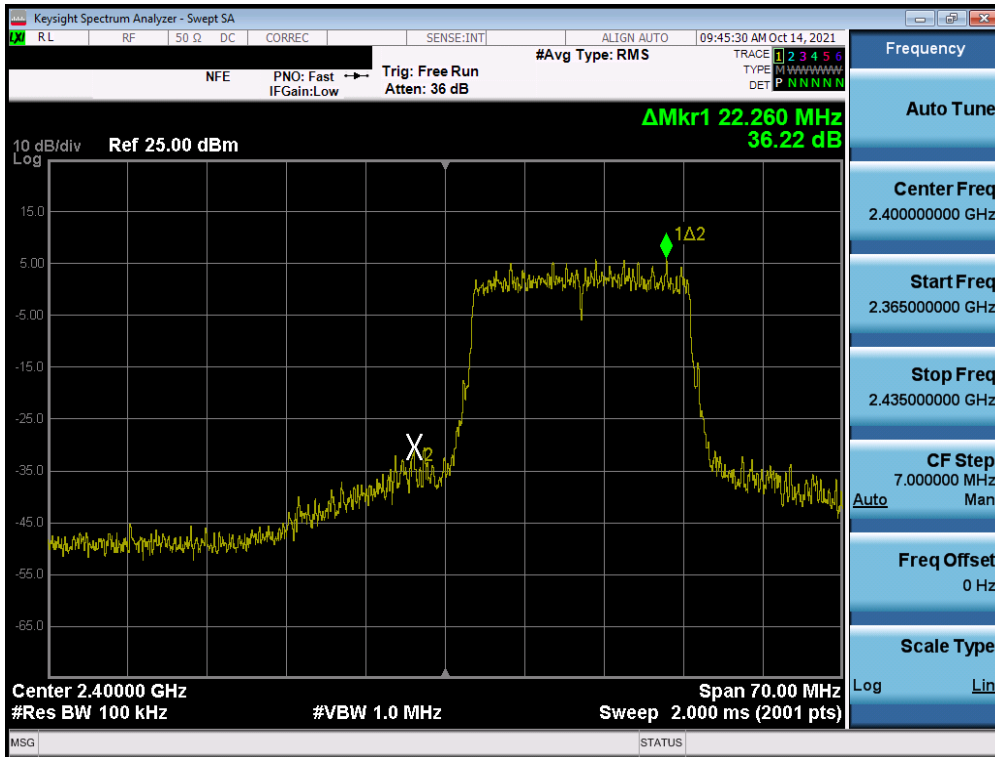 Keysight Spectrum Analyzer - Swept SA
LXI RL RF 50 Ω DC CORREC SENSE:INT ALIGN AUTO 09:45:30 AM Oct 14, 2021
#Avg Type: RMS TRACE 1 2 3 4 5 6
NFE PNO: Fast Trig: Free Run TYPE M WWWWW
IFGain:Low Atten: 36 dB DET P N N N N N
ΔMkr1 22.260 MHz
36.22 dB
10 dB/div Ref 25.00 dBm
Log
15.0
1Δ2
5.00
-5.00
-15.0
-25.0
X2
-35.0
-45.0
-55.0
-65.0
Center 2.40000 GHz Span 70.00 MHz
#Res BW 100 kHz #VBW 1.0 MHz Sweep 2.000 ms (2001 pts)
MSG STATUS
Frequency
Auto Tune
Center Freq
2.400000000 GHz
Start Freq
2.365000000 GHz
Stop Freq
2.435000000 GHz
CF Step
7.000000 MHz
Auto Man
Freq Offset
0 Hz
Scale Type
Log Lin